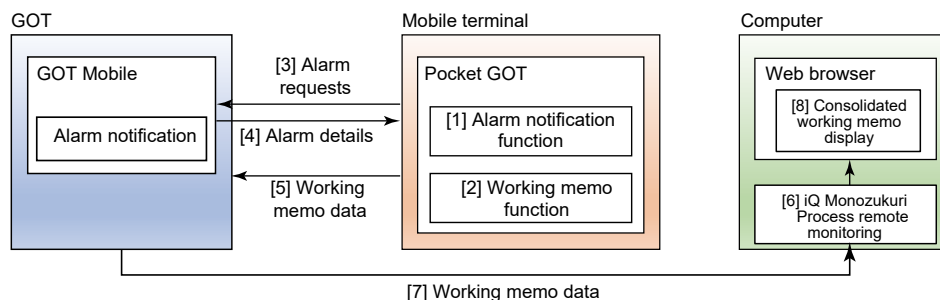 GOT
GOT Mobile
Alarm notification
[3] Alarm
requests
[4] Alarm details
[5] Working
memo data
Mobile terminal
Pocket GOT
[1] Alarm notification
function
[2] Working memo
function
Computer
Web browser
[8] Consolidated
working memo
display
[6] iQ Monozukuri
Process remote
monitoring
[7] Working memo data